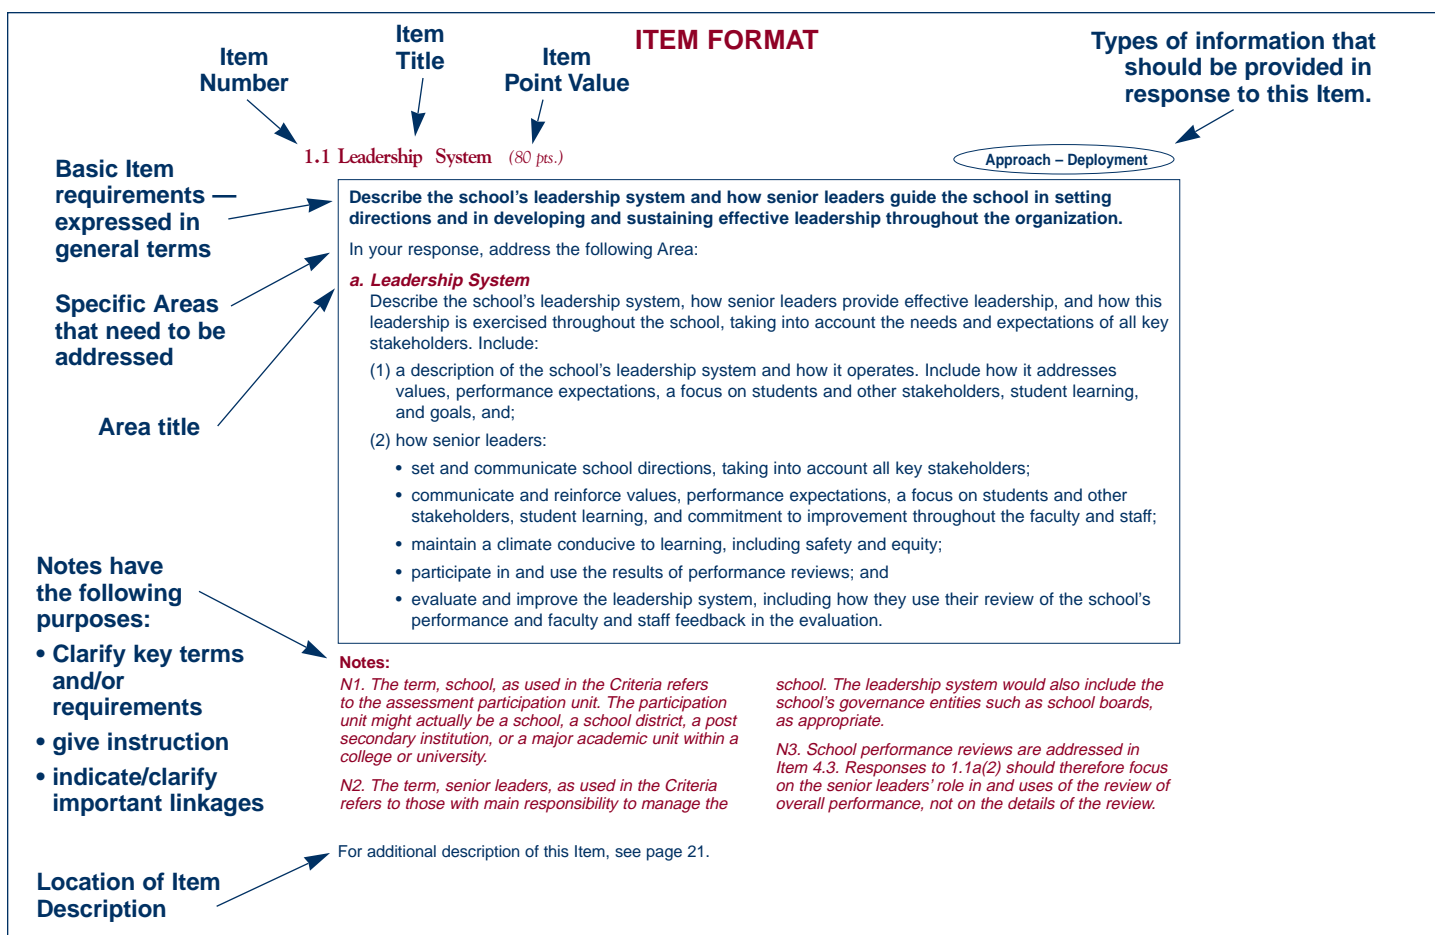 ITEM FORMAT
Item
Number
Item
Title
Item
Point Value
Types of information that
should be provided in
response to this Item.
1.1 Leadership System (80 pts.)
Approach – Deployment
Basic Item
requirements —
expressed in
general terms
Specific Areas
that need to be
addressed
Area title
Describe the school's leadership system and how senior leaders guide the school in setting
directions and in developing and sustaining effective leadership throughout the organization.
In your response, address the following Area:
a. Leadership System
Describe the school's leadership system, how senior leaders provide effective leadership, and how this
leadership is exercised throughout the school, taking into account the needs and expectations of all key
stakeholders. Include:
(1) a description of the school's leadership system and how it operates. Include how it addresses
values, performance expectations, a focus on students and other stakeholders, student learning,
and goals, and;
(2) how senior leaders:
• set and communicate school directions, taking into account all key stakeholders;
• communicate and reinforce values, performance expectations, a focus on students and other
stakeholders, student learning, and commitment to improvement throughout the faculty and staff;
• maintain a climate conducive to learning, including safety and equity;
• participate in and use the results of performance reviews; and
• evaluate and improve the leadership system, including how they use their review of the school's
performance and faculty and staff feedback in the evaluation.
Notes have
the following
purposes:
• Clarify key terms
and/or
requirements
• give instruction
• indicate/clarify
important linkages
Notes:
N1. The term, school, as used in the Criteria refers
to the assessment participation unit. The participation
unit might actually be a school, a school district, a post
secondary institution, or a major academic unit within a
college or university.
N2. The term, senior leaders, as used in the Criteria
refers to those with main responsibility to manage the
school. The leadership system would also include the
school's governance entities such as school boards,
as appropriate.
N3. School performance reviews are addressed in
Item 4.3. Responses to 1.1a(2) should therefore focus
on the senior leaders' role in and uses of the review of
overall performance, not on the details of the review.
For additional description of this Item, see page 21.
Location of Item
Description